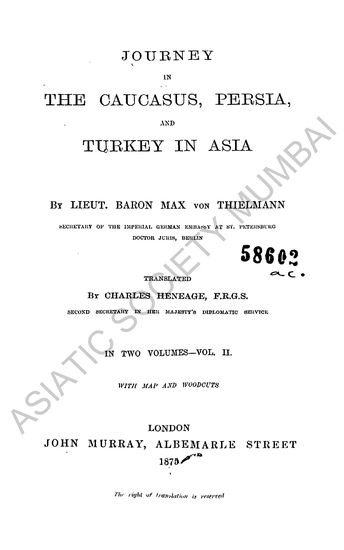 JOURNEY
IN
THE CAUCASUS, PERSIA,
AND
TURKEY IN ASIA
BY LIEUT. BARON MAX VON THIELMANN
SECRETARY OF THE IMPERIAL GERMAN EMBASSY AT ST. PETERSBURG
DOCTOR JURIS, BERLIN
58602
a.c.
TRANSLATED
BY CHARLES HENEAGE, F.R.G.S.
SECOND SECRETARY IN HER MAJESTY'S DIPLOMATIC SERVICE
IN TWO VOLUMES—VOL. II.
WITH MAP AND WOODCUTS
LONDON
JOHN MURRAY, ALBEMARLE STREET
1875
The right of translation is reserved
ASIATIC SOCIETY MUMBAI